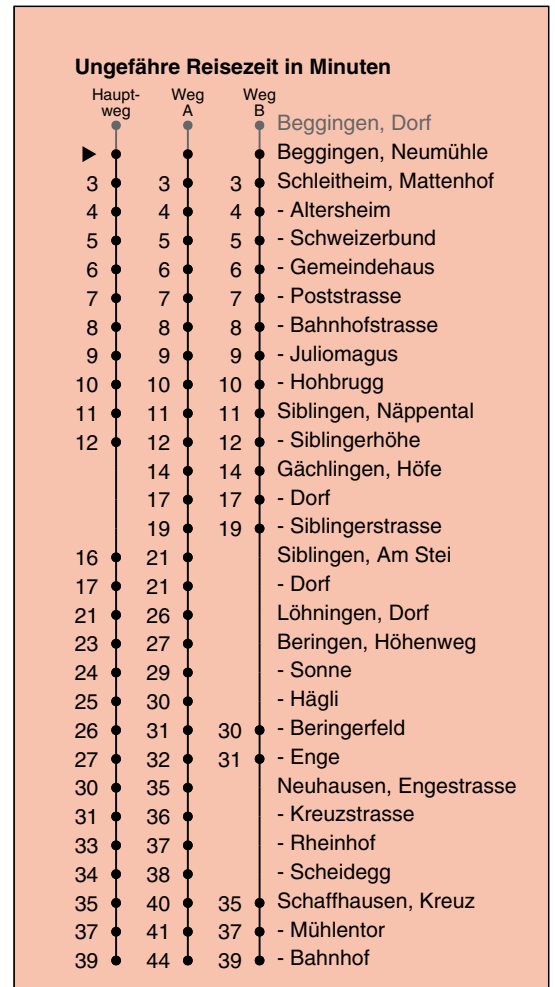 Ungefähre Reisezeit in Minuten
Haupt- Weg Weg
weg A B
Beggingen, Dorf
Beggingen, Neumühle
3 3 3 Schleitheim, Mattenhof
4 4 4 - Altersheim
5 5 5 - Schweizerbund
6 6 6 - Gemeindehaus
7 7 7 - Poststrasse
8 8 8 - Bahnhofstrasse
9 9 9 - Juliomagus
10 10 10 - Hohbrugg
11 11 11 Siblingen, Näppental
12 12 12 - Siblingerhöhe
14 14 Gächlingen, Höfe
17 17 - Dorf
19 19 - Siblingerstrasse
16 21 Siblingen, Am Stei
17 21 - Dorf
21 26 Löhningen, Dorf
23 27 Beringen, Höhenweg
24 29 - Sonne
25 30 - Hägli
26 31 30 - Beringerfeld
27 32 31 - Enge
30 35 Neuhausen, Engestrasse
31 36 - Kreuzstrasse
33 37 - Rheinhof
34 38 - Scheidegg
35 40 35 Schaffhausen, Kreuz
37 41 37 - Mühlentor
39 44 39 - Bahnhof